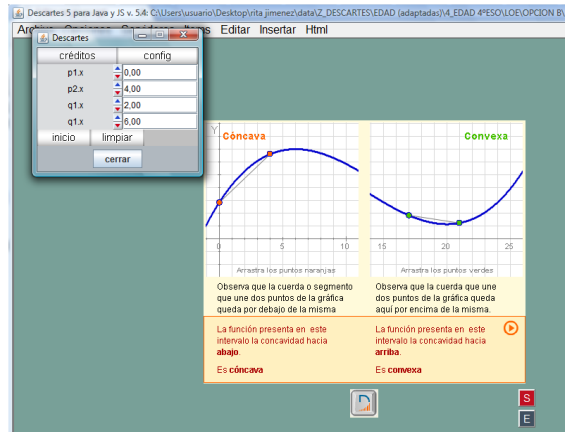 Descartes 5 para Java y JS v. 5.4: C:\Users\usuario\Desktop\rita jimenez\data\Z_DESCARTES\EDAD (adaptadas)\4_EDAD 4ºESO\LOE\OPCION B\
Editar Insertar Html
Descartes
créditos config
p1.x 0,00
p2.x 4,00
q1.x 2,00
q1.x 6,00
inicio limpiar
cerrar
Y Cóncava Convexa
0 5 10 15 20 25
Arrastra los puntos naranjas Arrastra los puntos verdes
Observa que la cuerda o segmento
que une dos puntos de la gráfica
queda por debajo de la misma
Observa que la cuerda que une
dos puntos de la gráfica queda
aquí por encima de la misma.
La función presenta en este
intervalo la concavidad hacia
abajo.
Es cóncava
La función presenta en este
intervalo la concavidad hacia
arriba.
Es convexa
S
E